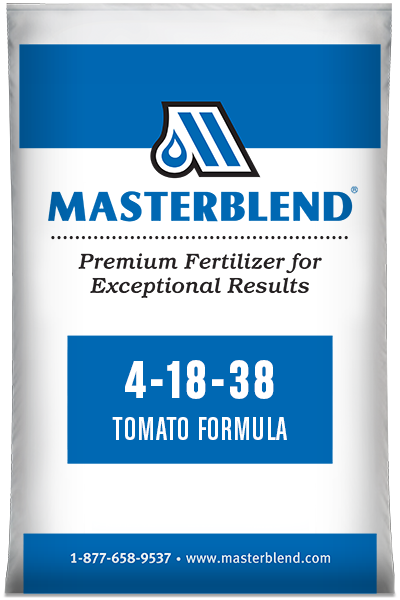 MASTERBLEND®
Premium Fertilizer for
Exceptional Results
4-18-38
TOMATO FORMULA
1-877-658-9537 • www.masterblend.com